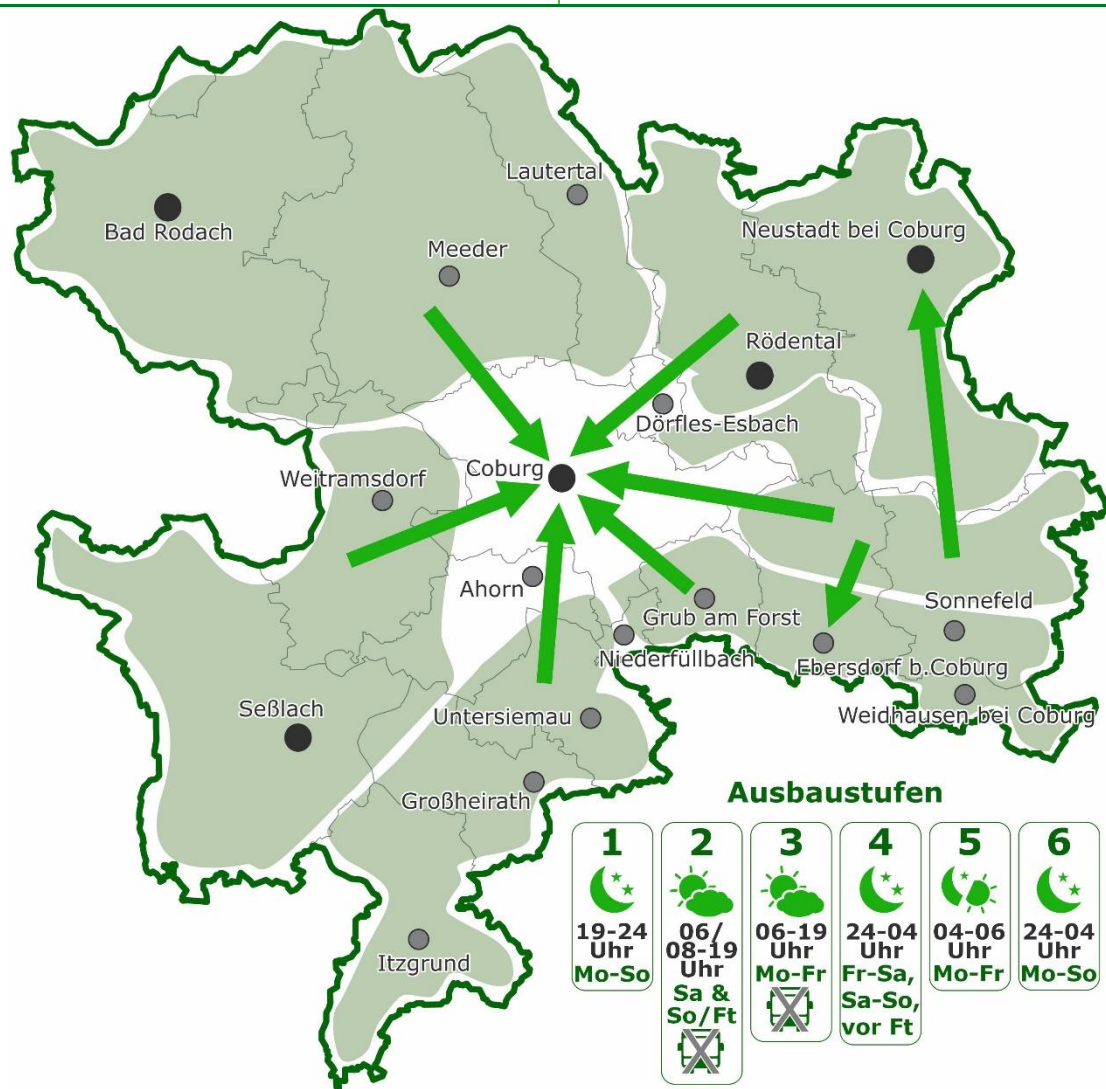 Lautertal
Bad Rodach
Neustadt bei Coburg
Meeder
Rödental
Dörfles-Esbach
Coburg
Weitramsdorf
Ahorn
Grub am Forst
Sonnefeld
Niederfüllbach
Ebersdorf b.Coburg
Seßlach
Untersiemau
Weidhausen bei Coburg
Großheirath
Itzgrund
Ausbaustufen
1
19-24
Uhr
Mo-So
2
06/
08-19
Uhr
Sa &
So/Ft
3
06-19
Uhr
Mo-Fr
4
24-04
Uhr
Fr-Sa,
Sa-So,
vor Ft
5
04-06
Uhr
Mo-Fr
6
24-04
Uhr
Mo-So